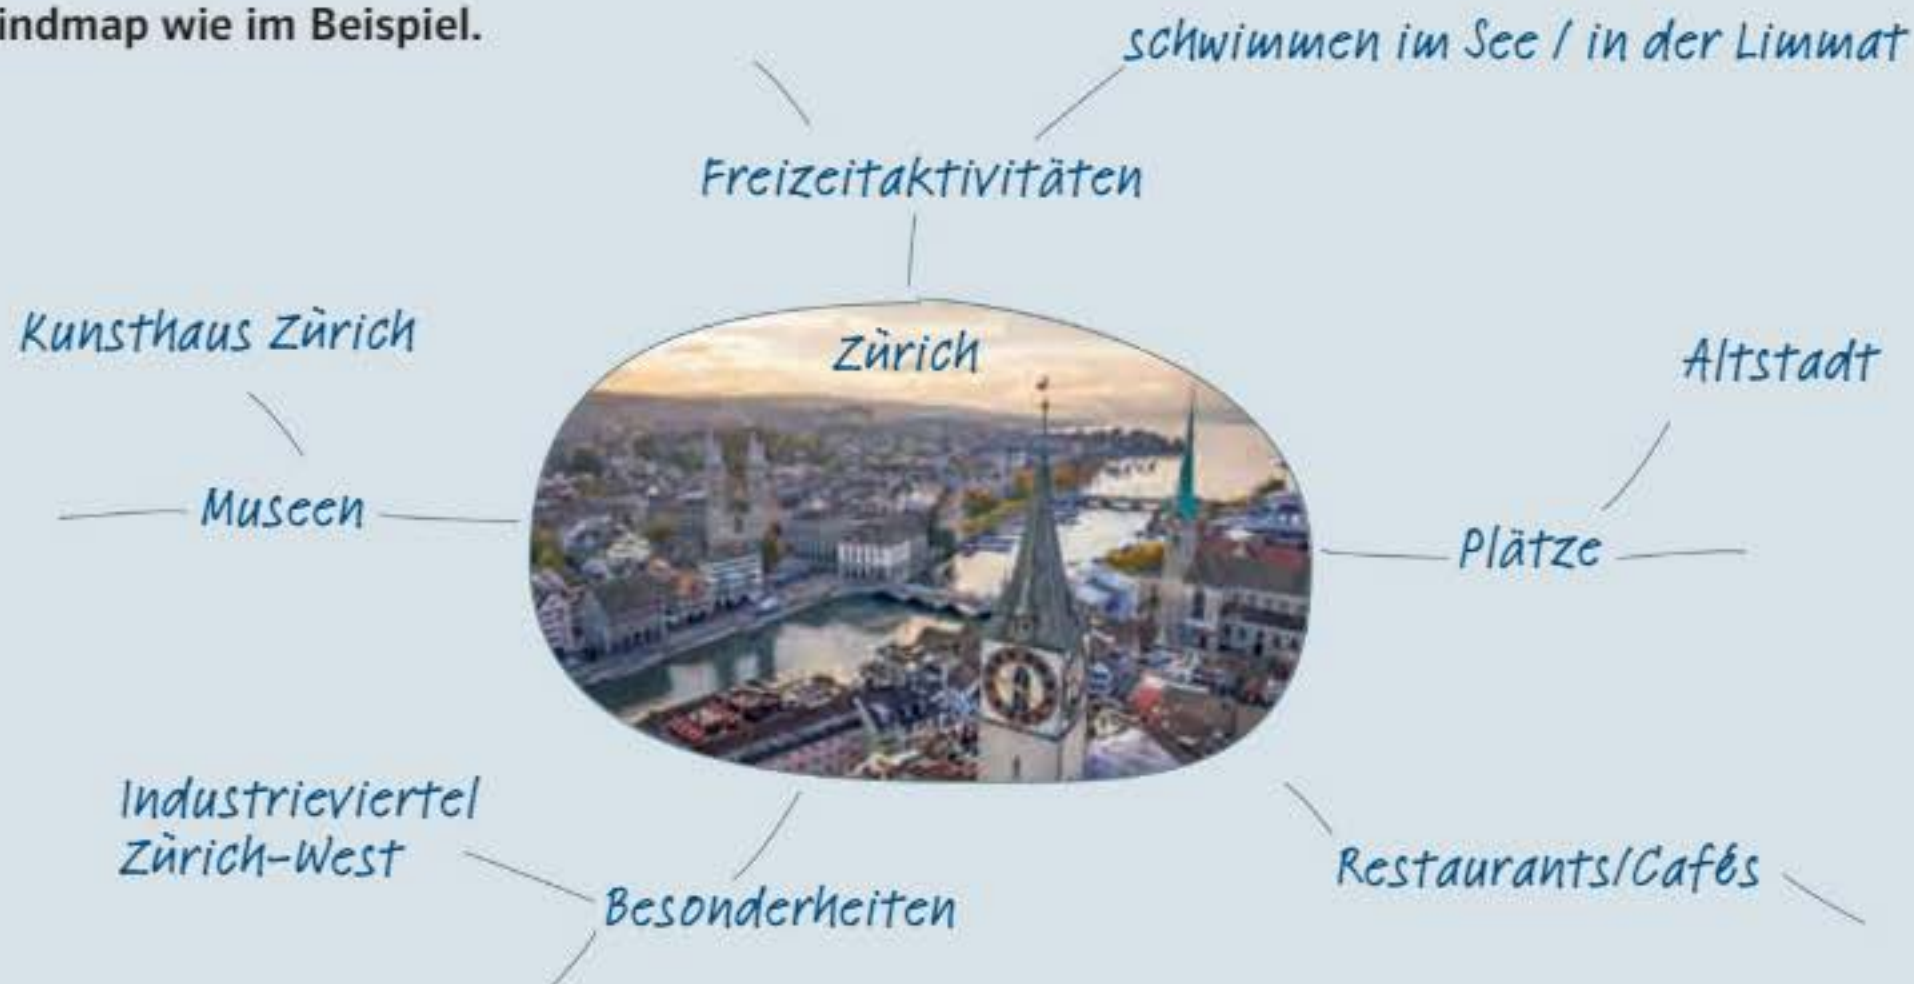 indmap wie im Beispiel.
schwimmen im See / in der Limmat
Freizeitaktivitäten
Kunsthaus Zürich
Zürich
Altstadt
Museen
Plätze
Industrieviertel
Zürich-West
Restaurants/Cafés
Besonderheiten